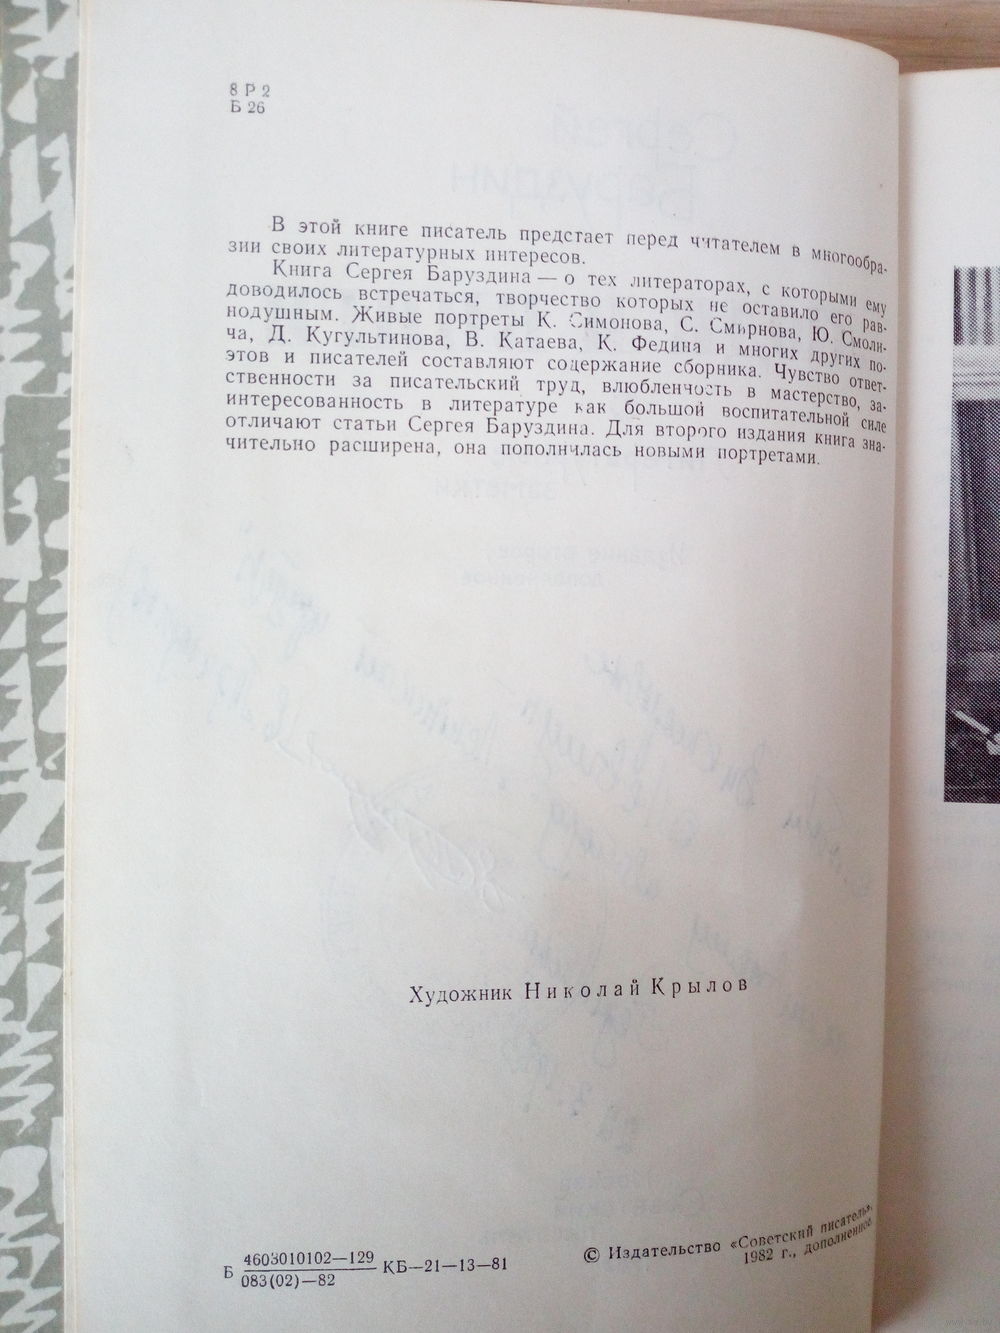 8 Р 2
Б 26
В этой книге писатель предстает перед читателем в многообра-
зии своих литературных интересов.
Книга Сергея Баруздина — о тех литераторах, с которыми ему
доводилось встречаться, творчество которых не оставило его рав-
нодушным. Живые портреты К. Симонова, С. Смирнова, Ю. Смоли-
ча, Д. Кугультинова, В. Катаева, К. Федина и многих других по-
этов и писателей составляют содержание сборника. Чувство ответ-
ственности за писательский труд, влюбленность в мастерство, за-
интересованность в литературе как большой воспитательной силе
отличают статьи Сергея Баруздина. Для второго издания книга зна-
чительно расширена, она пополнилась новыми портретами.
Художник Николай Крылов
Б 4603010102—129
083(02)—82 КБ—21—13—81
© Издательство «Советский писатель»,
1982 г., дополненное